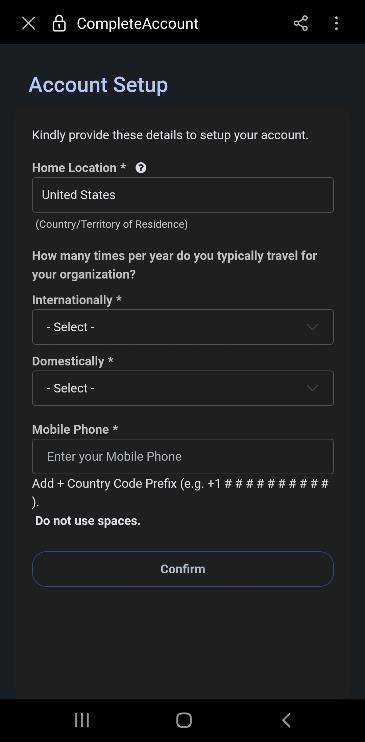 CompleteAccount
Account Setup
Kindly provide these details to setup your account.
Home Location *
United States
(Country/Territory of Residence)
How many times per year do you typically travel for
your organization?
Internationally *
- Select -
Domestically *
- Select -
Mobile Phone *
Enter your Mobile Phone
Add + Country Code Prefix (e.g. +1 # # # # # # # # # #
).
Do not use spaces.
Confirm